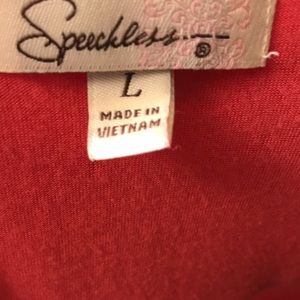 Speechless
®
L
MADE IN
VIETNAM